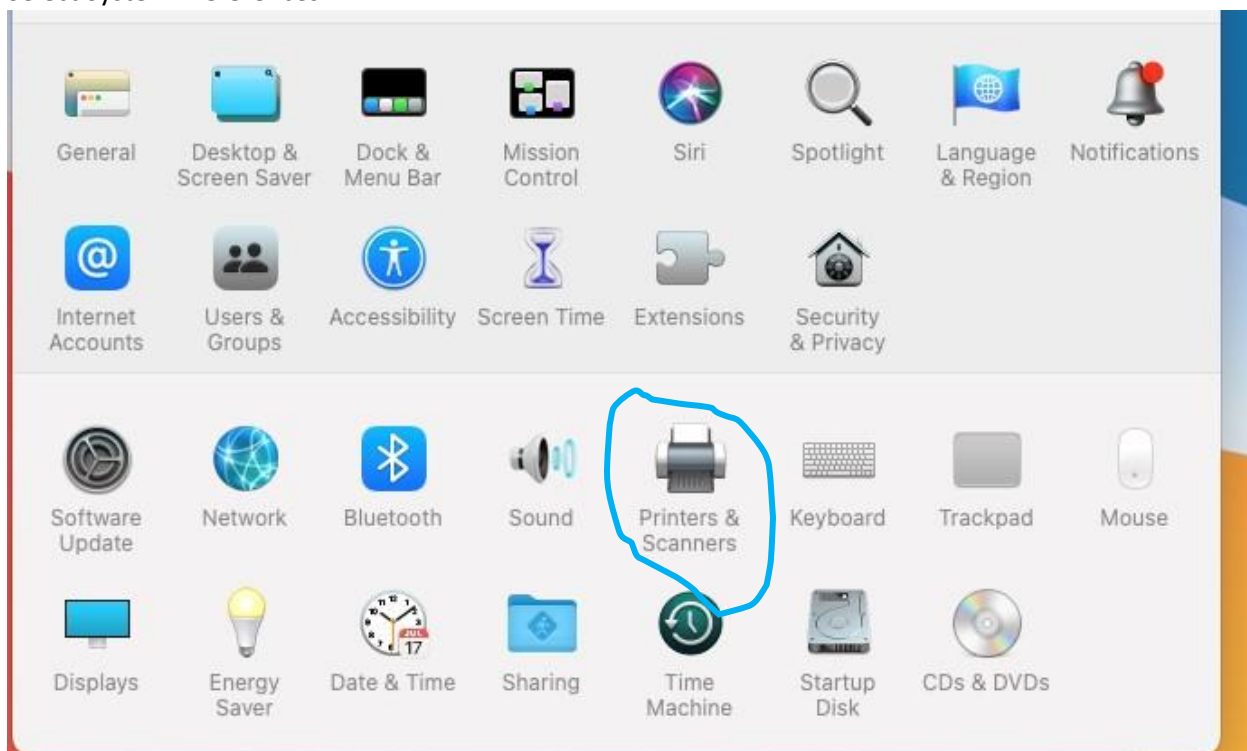 General Desktop & Dock & Mission Siri Spotlight Language Notifications
Screen Saver Menu Bar Control & Region
@
Internet Users & Accessibility Screen Time Extensions Security
Accounts Groups & Privacy
Software Network Bluetooth Sound Printers & Keyboard Trackpad Mouse
Update Scanners
JUL
17
Displays Energy Date & Time Sharing Time Startup CDs & DVDs
Saver Machine Disk